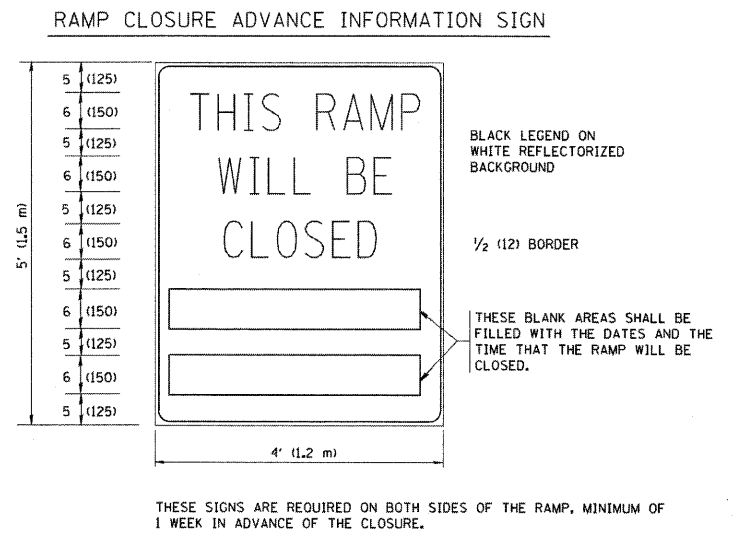 RAMP CLOSURE ADVANCE INFORMATION SIGN
5 (125)
6 (150)
5 (125)
6 (150)
5 (125)
6 (150)
5 (125)
6 (150)
5 (125)
6 (150)
5 (125)
5' (1.5 m)
THIS RAMP
WILL BE
CLOSED
BLACK LEGEND ON
WHITE REFLECTORIZED
BACKGROUND
1/2 (12) BORDER
THESE BLANK AREAS SHALL BE
FILLED WITH THE DATES AND THE
TIME THAT THE RAMP WILL BE
CLOSED.
4' (1.2 m)
THESE SIGNS ARE REQUIRED ON BOTH SIDES OF THE RAMP, MINIMUM OF
1 WEEK IN ADVANCE OF THE CLOSURE.